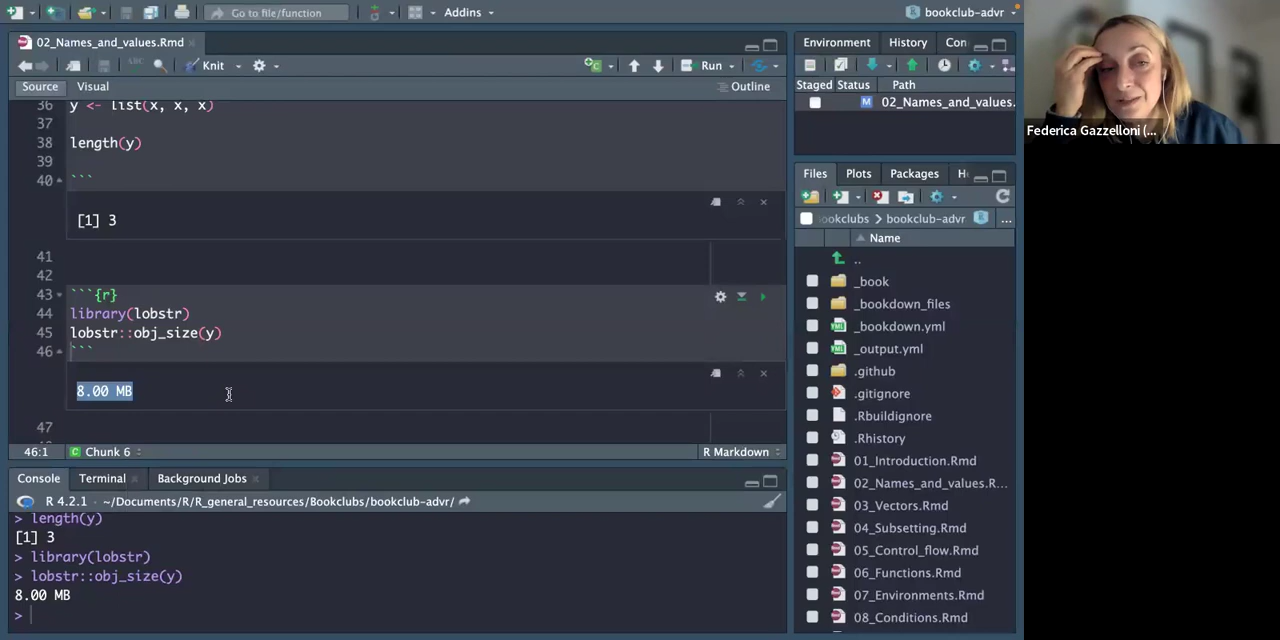 Go to file/function
Addins
bookclub-advr
02_Names_and_values.Rmd
ABC
Knit
Run
Source
Visual
Outline
36 y <- list(x, x, x)
37
38 length(y)
39
40 ```
[1] 3
41
42
43 ```{r}
44 library(lobstr)
45 lobstr::obj_size(y)
46 ```
8.00 MB
47
46:1
Chunk 6
R Markdown
Console
Terminal
Background Jobs
R 4.2.1 · ~/Documents/R/R_general_resources/Bookclubs/bookclub-advr/
> length(y)
[1] 3
> library(lobstr)
> lobstr::obj_size(y)
8.00 MB
>
Environment
History
Con
Staged Status Path
M 02_Names_and_values.
Files
Plots
Packages
H
ookclubs > bookclub-advr
...
Name
..
_book
_bookdown_files
_bookdown.yml
_output.yml
.github
.gitignore
.Rbuildignore
.Rhistory
01_Introduction.Rmd
02_Names_and_values.R...
03_Vectors.Rmd
04_Subsetting.Rmd
05_Control_flow.Rmd
06_Functions.Rmd
07_Environments.Rmd
08_Conditions.Rmd
Federica Gazzelloni (...